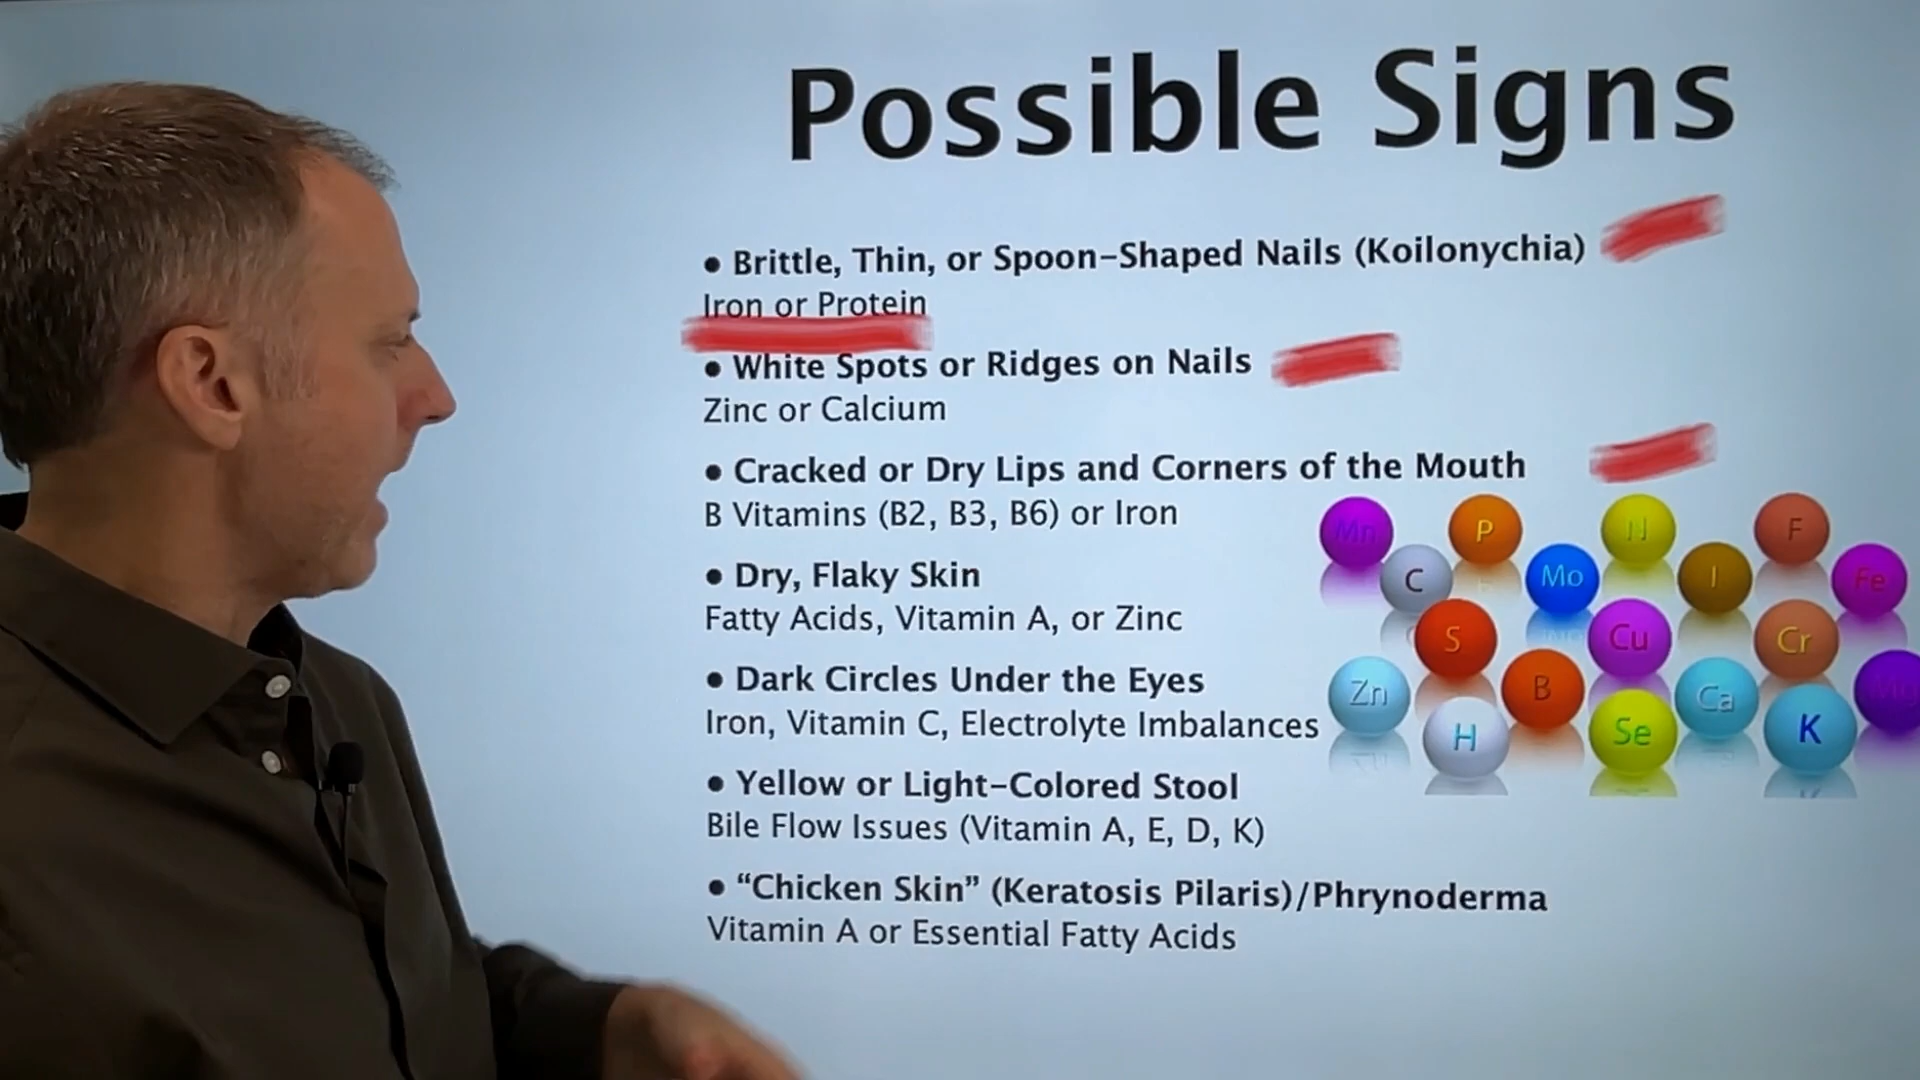 Possible Signs
• Brittle, Thin, or Spoon-Shaped Nails (Koilonychia)
Iron or Protein
• White Spots or Ridges on Nails
Zinc or Calcium
• Cracked or Dry Lips and Corners of the Mouth
B Vitamins (B2, B3, B6) or Iron
• Dry, Flaky Skin
Fatty Acids, Vitamin A, or Zinc
• Dark Circles Under the Eyes
Iron, Vitamin C, Electrolyte Imbalances
• Yellow or Light-Colored Stool
Bile Flow Issues (Vitamin A, E, D, K)
• “Chicken Skin” (Keratosis Pilaris)/Phrynoderma
Vitamin A or Essential Fatty Acids
Mn P N F
C Mo I Fe
S Cu Cr
Zn B Ca Mg
H Se K